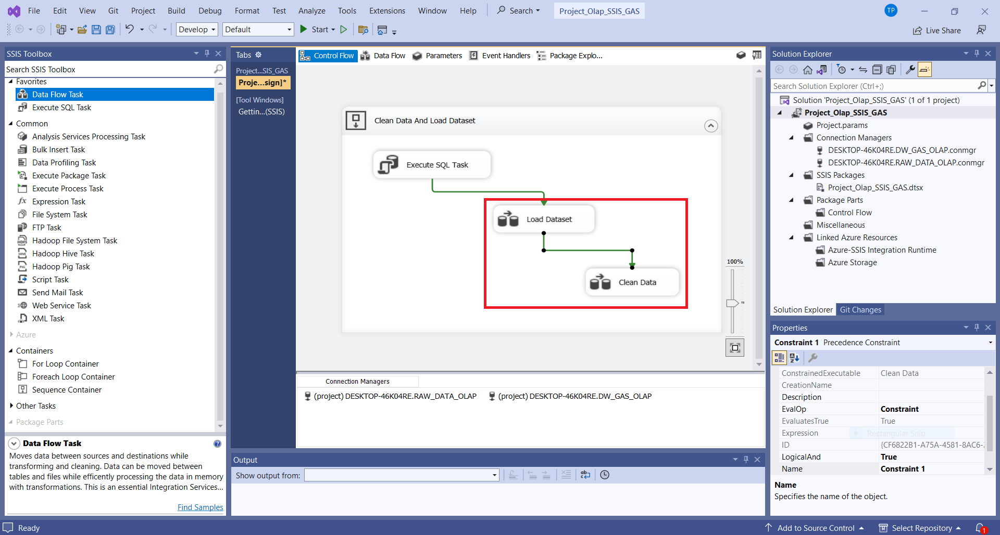 File Edit View Git Project Build Debug Format Test Analyze Tools Extensions Window Help Search Project_Olap_SSIS_GAS TP
Develop Default Start Live Share
SSIS Toolbox
Search SSIS Toolbox
Favorites
Data Flow Task
Execute SQL Task
Common
Analysis Services Processing Task
Bulk Insert Task
Data Profiling Task
Execute Package Task
Execute Process Task
Expression Task
File System Task
FTP Task
Hadoop File System Task
Hadoop Hive Task
Hadoop Pig Task
Script Task
Send Mail Task
Web Service Task
XML Task
Azure
Containers
For Loop Container
Foreach Loop Container
Sequence Container
Other Tasks
Package Parts
Data Flow Task
Moves data between sources and destinations while
transforming and cleaning. Data can be moved between
tables and files while efficently processing the data in memory
with transformations. This is an essential Integration Services...
Find Samples
Tabs
Project...SIS_GAS
Proje...sign]*
[Tool Windows]
Gettin...(SSIS)
Control Flow Data Flow Parameters Event Handlers Package Explo...
Clean Data And Load Dataset
Execute SQL Task
Load Dataset
Clean Data
100%
Connection Managers
(project) DESKTOP-46K04RE.RAW_DATA_OLAP (project) DESKTOP-46K04RE.DW_GAS_OLAP
Output
Show output from:
Solution Explorer
Search Solution Explorer (Ctrl+;)
Solution 'Project_Olap_SSIS_GAS' (1 of 1 project)
Project_Olap_SSIS_GAS
Project.params
Connection Managers
DESKTOP-46K04RE.DW_GAS_OLAP.conmgr
DESKTOP-46K04RE.RAW_DATA_OLAP.conmgr
SSIS Packages
Project_Olap_SSIS_GAS.dtsx
Package Parts
Control Flow
Miscellaneous
Linked Azure Resources
Azure-SSIS Integration Runtime
Azure Storage
Solution Explorer Git Changes
Properties
Constraint 1 Precedence Constraint
ConstrainedExecutable Clean Data
CreationName
Description
EvalOp Constraint
EvaluatesTrue True
Expression Rectangular Snip
ID {CF6822B1-A75A-4581-8AC6-
LogicalAnd True
Name Constraint 1
Name
Specifies the name of the object.
Ready Add to Source Control Select Repository 1